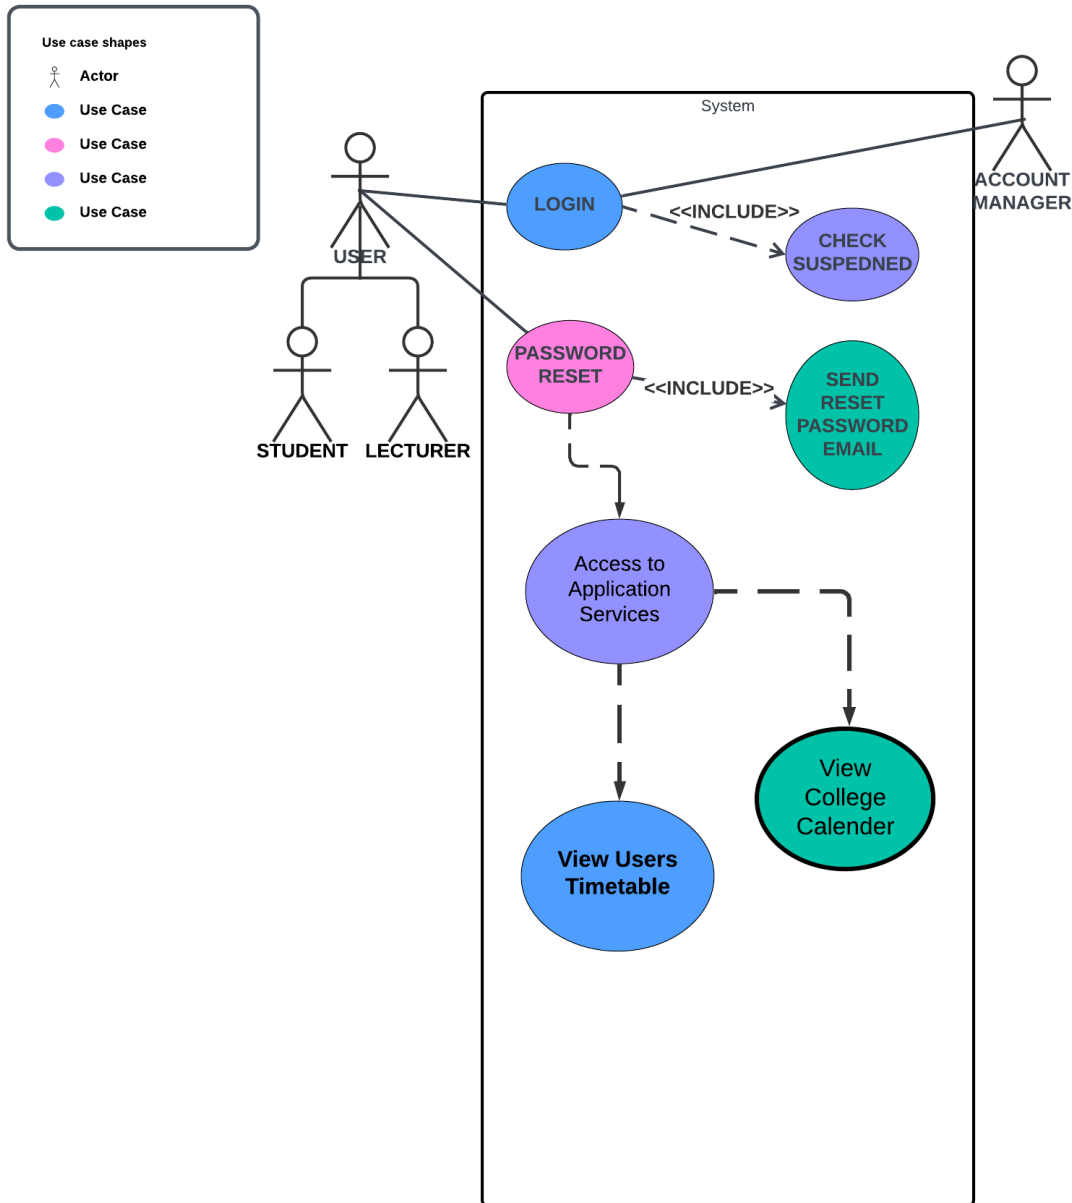 Use case shapes
Actor
Use Case
Use Case
Use Case
Use Case
System
ACCOUNT
MANAGER
LOGIN
<<INCLUDE>>
CHECK
SUSPEDNED
USER
PASSWORD
RESET
<<INCLUDE>>
SEND
RESET
PASSWORD
EMAIL
STUDENT
LECTURER
Access to
Application
Services
View
College
Calender
View Users
Timetable